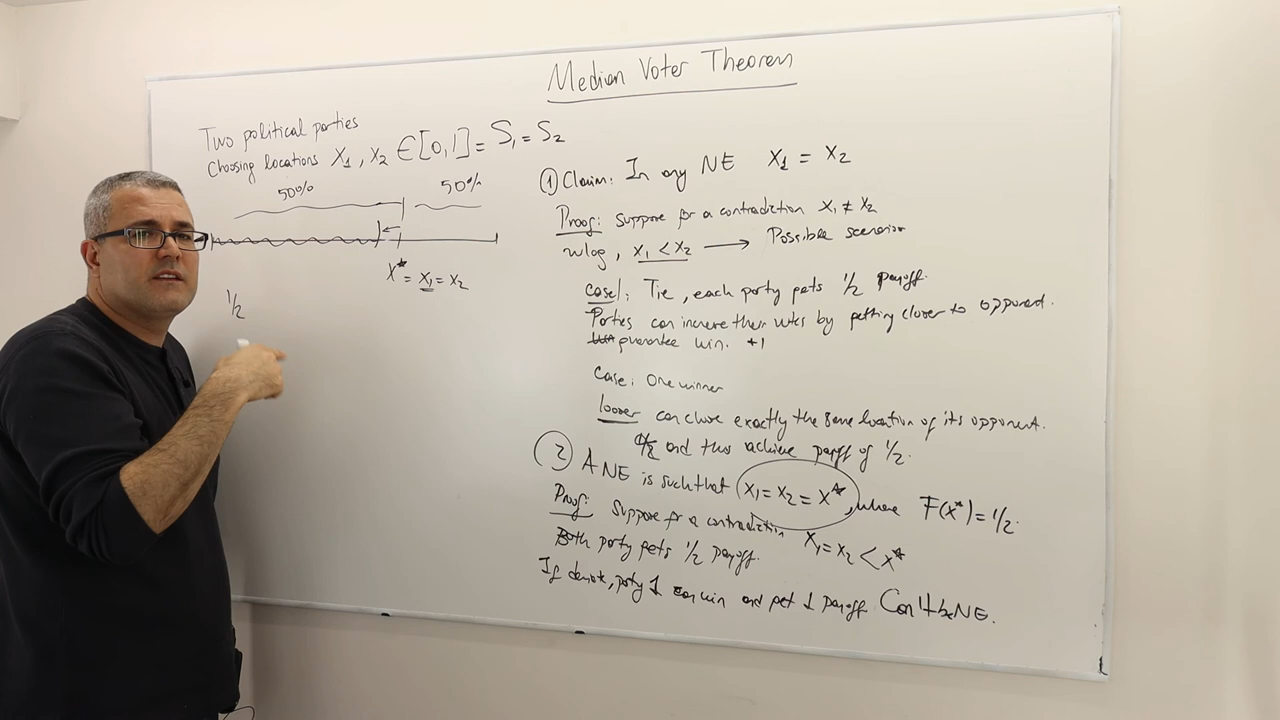 Median Voter Theorem
Two political parties
Choosing locations X₁, X₂ ∈ [0,1] = S₁ = S₂
50% 50%
X* = X₁ = X₂
1/2
① Claim: In any NE X₁ = X₂
Proof: Suppose for a contradiction X₁ ≠ X₂
wlog, X₁ < X₂ → Possible scenarios
Case 1: Tie, each party gets 1/2 payoff.
Parties can increase their votes by getting closer to opponent.
guarantee win. +1
Case: One winner
looser can chose exactly the same location of its opponent.
and thus achieve payoff of 1/2.
② A NE is such that X₁ = X₂ = X*, where F(X*) = 1/2.
Proof: Suppose for a contradiction X₁ = X₂ < X*
Both party gets 1/2 payoff.
If deviate, party 1 can win and get 1 payoff Can't be NE.